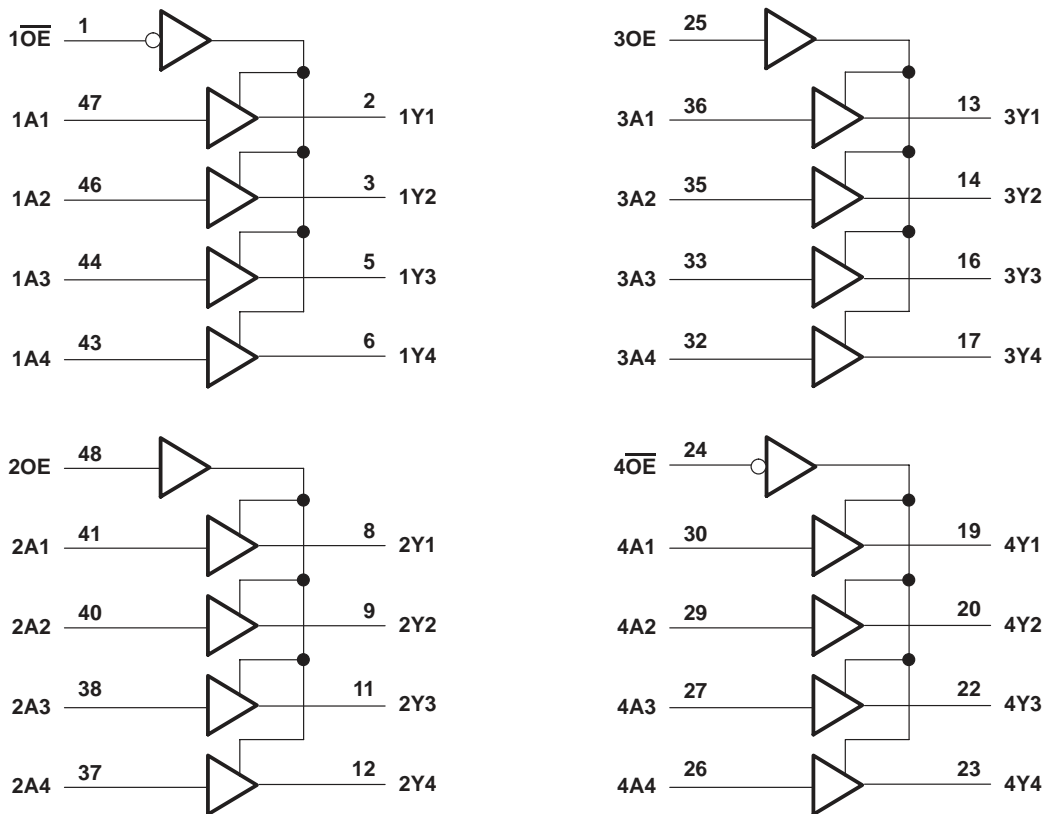 1O̅E̅ 1
1A1 47 2 1Y1
1A2 46 3 1Y2
1A3 44 5 1Y3
1A4 43 6 1Y4
3OE 25
3A1 36 13 3Y1
3A2 35 14 3Y2
3A3 33 16 3Y3
3A4 32 17 3Y4
2OE 48
2A1 41 8 2Y1
2A2 40 9 2Y2
2A3 38 11 2Y3
2A4 37 12 2Y4
4O̅E̅ 24
4A1 30 19 4Y1
4A2 29 20 4Y2
4A3 27 22 4Y3
4A4 26 23 4Y4